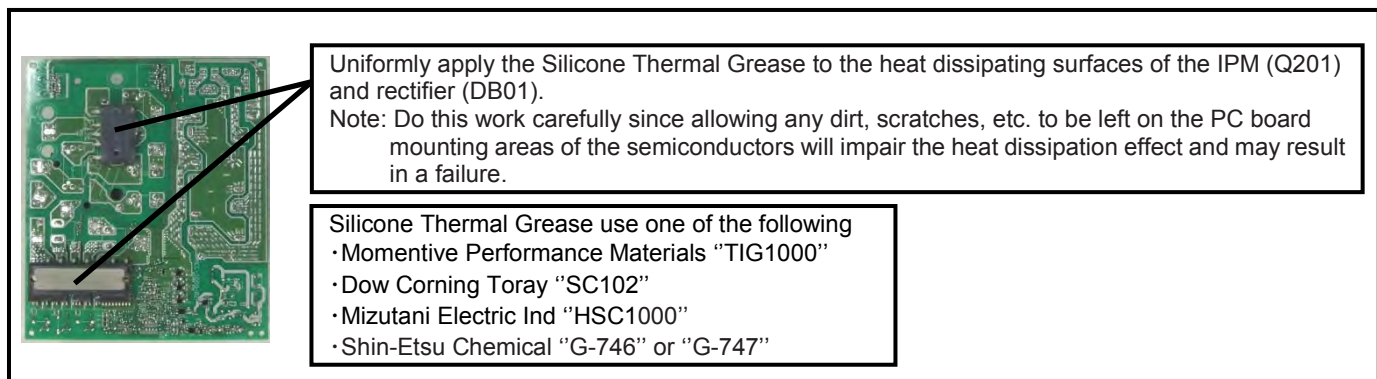 Uniformly apply the Silicone Thermal Grease to the heat dissipating surfaces of the IPM (Q201)
and rectifier (DB01).
Note: Do this work carefully since allowing any dirt, scratches, etc. to be left on the PC board
mounting areas of the semiconductors will impair the heat dissipation effect and may result
in a failure.
Silicone Thermal Grease use one of the following
･Momentive Performance Materials ‘’TIG1000’’
･Dow Corning Toray ‘’SC102’’
･Mizutani Electric Ind ‘’HSC1000’’
･Shin-Etsu Chemical ‘’G-746’’ or ‘’G-747’’